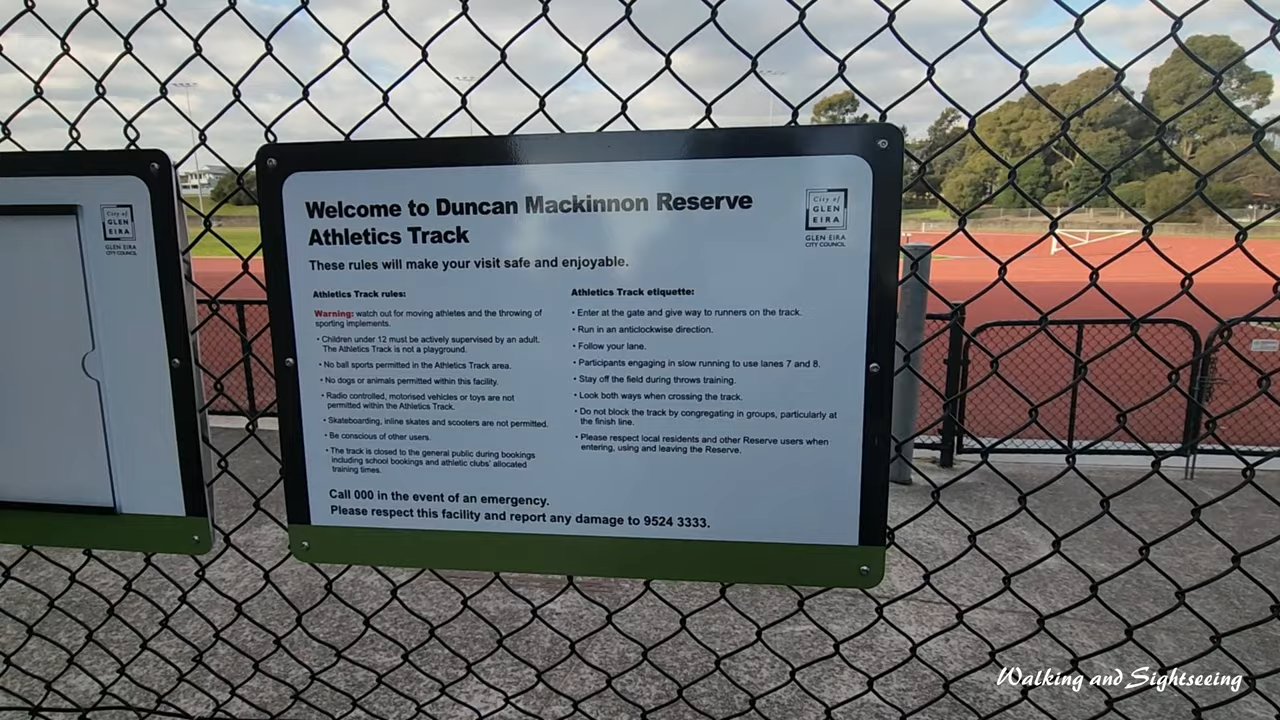 City of
GLEN
EIRA
GLEN EIRA
CITY COUNCIL
Welcome to Duncan Mackinnon Reserve
Athletics Track
These rules will make your visit safe and enjoyable.
City of
GLEN
EIRA
GLEN EIRA
CITY COUNCIL
Athletics Track rules:
Warning: watch out for moving athletes and the throwing of
sporting implements.
• Children under 12 must be actively supervised by an adult.
The Athletics Track is not a playground.
• No ball sports permitted in the Athletics Track area.
• No dogs or animals permitted within this facility.
• Radio controlled, motorised vehicles or toys are not
permitted within the Athletics Track.
• Skateboarding, inline skates and scooters are not permitted.
• Be conscious of other users.
• The track is closed to the general public during bookings
including school bookings and athletic clubs' allocated
training times.
Athletics Track etiquette:
• Enter at the gate and give way to runners on the track.
• Run in an anticlockwise direction.
• Follow your lane.
• Participants engaging in slow running to use lanes 7 and 8.
• Stay off the field during throws training.
• Look both ways when crossing the track.
• Do not block the track by congregating in groups, particularly at
the finish line.
• Please respect local residents and other Reserve users when
entering, using and leaving the Reserve.
Call 000 in the event of an emergency.
Please respect this facility and report any damage to 9524 3333.
Walking and Sightseeing